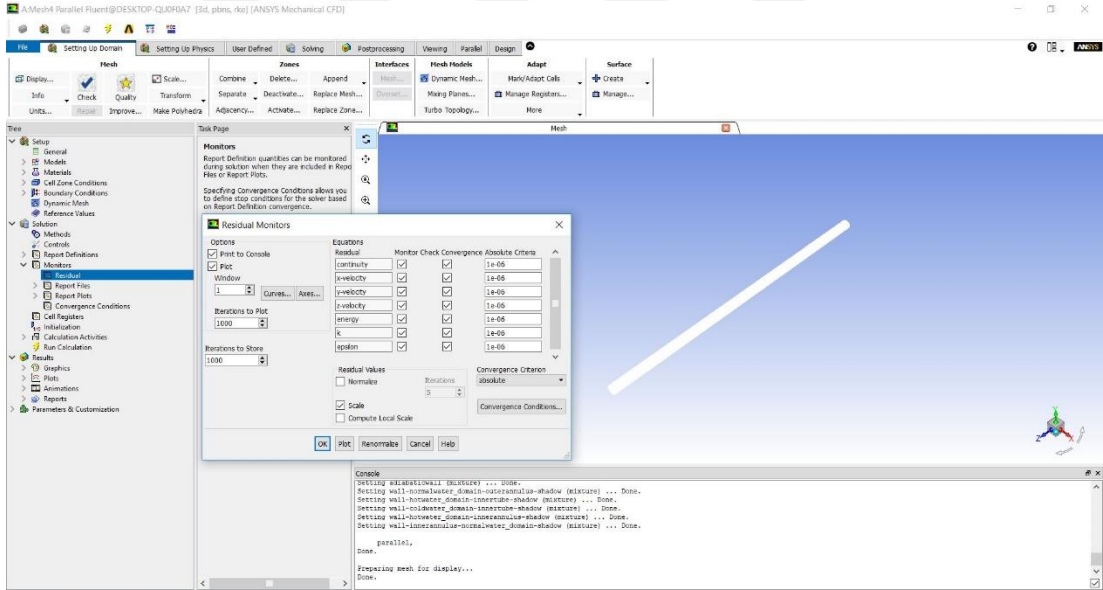 A:Mesh4 Parallel Fluent@DESKTOP-QIJ0F0A7 [3d, pbns, rke] [ANSYS Mechanical CFD]
File Setting Up Domain Setting Up Physics User Defined Solving Postprocessing Viewing Parallel Design ANSYS
Mesh Zones Interfaces Mesh Models Adapt Surface
Display... Scale... Combine Delete... Append Mesh... Dynamic Mesh... Mark/Adapt Cells Create
Info Check Quality Transform Separate Deactivate... Replace Mesh... Overset... Mixing Planes... Manage Registers... Manage...
Units... Repair Improve... Make Polyhedra Adjacency... Activate... Replace Zone... Turbo Topology... More
Tree
Setup
General
Models
Materials
Cell Zone Conditions
Boundary Conditions
Dynamic Mesh
Reference Values
Solution
Methods
Controls
Report Definitions
Monitors
Residual
Report Files
Report Plots
Convergence Conditions
Cell Registers
Initialization
Calculation Activities
Run Calculation
Results
Graphics
Plots
Animations
Reports
Parameters & Customization
Task Page
Monitors
Report Definition quantities can be monitored
during solution when they are included in Repo
Files or Report Plots.
Specifying Convergence Conditions allows you
to define stop conditions for the solver based
on Report Definition convergence.
Mesh
Residual Monitors
Options
Print to Console
Plot
Window
1 Curves... Axes...
Iterations to Plot
1000
Iterations to Store
1000
Equations
Residual Monitor Check Convergence Absolute Criteria
continuity 1e-06
x-velocity 1e-06
y-velocity 1e-06
z-velocity 1e-06
energy 1e-06
k 1e-06
epsilon 1e-06
Residual Values
Normalize
Iterations
5
Scale
Compute Local Scale
Convergence Criterion
absolute
Convergence Conditions...
OK Plot Renormalize Cancel Help
Y
Z X
Console
Setting adiabaticwall (mixture) ... Done.
Setting wall-normalwater_domain-outerannulus-shadow (mixture) ... Done.
Setting wall-hotwater_domain-innertube-shadow (mixture) ... Done.
Setting wall-coldwater_domain-innertube-shadow (mixture) ... Done.
Setting wall-hotwater_domain-innerannulus-shadow (mixture) ... Done.
Setting wall-innerannulus-normalwater_domain-shadow (mixture) ... Done.
parallel,
Done.
Preparing mesh for display...
Done.